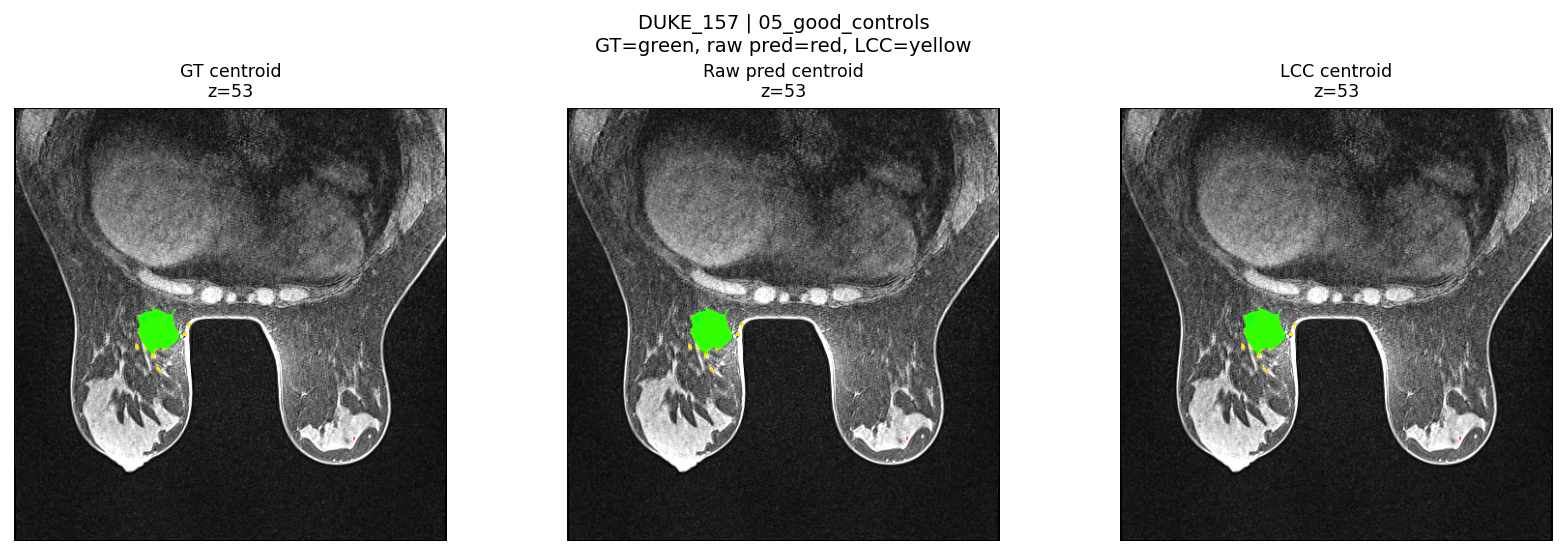 DUKE_157 | 05_good_controls
GT=green, raw pred=red, LCC=yellow
GT centroid
z=53
Raw pred centroid
z=53
LCC centroid
z=53